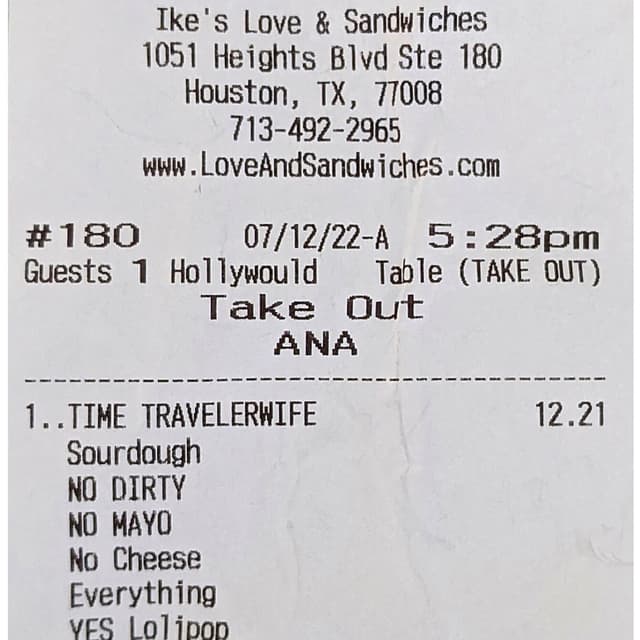 Ike's Love & Sandwiches
1051 Heights Blvd Ste 180
Houston, TX, 77008
713-492-2965
www.LoveAndSandwiches.com
#180 07/12/22-A 5:28pm
Guests 1 Hollywould Table (TAKE OUT)
Take Out
ANA
1..TIME TRAVELERWIFE 12.21
Sourdough
NO DIRTY
NO MAYO
No Cheese
Everything
YES Lolipop